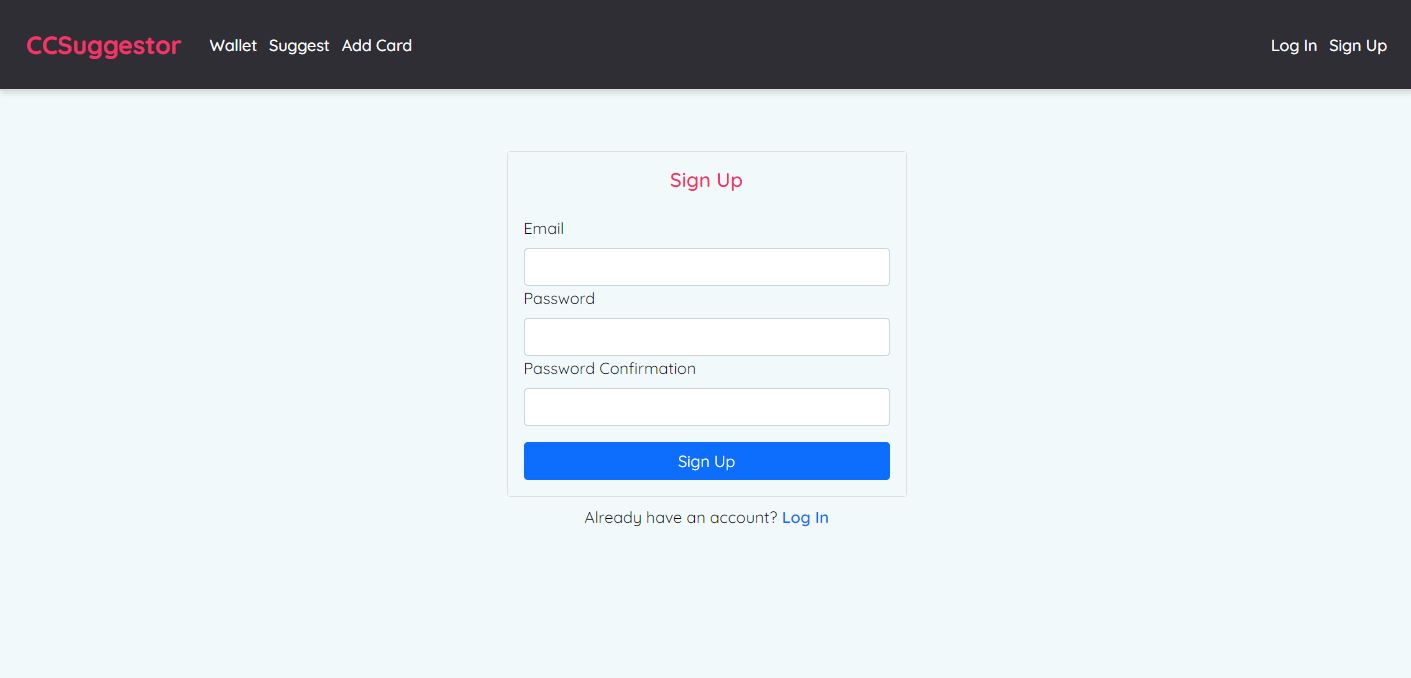 CCSuggestor Wallet Suggest Add Card Log In Sign Up
Sign Up
Email
Password
Password Confirmation
Sign Up
Already have an account? Log In